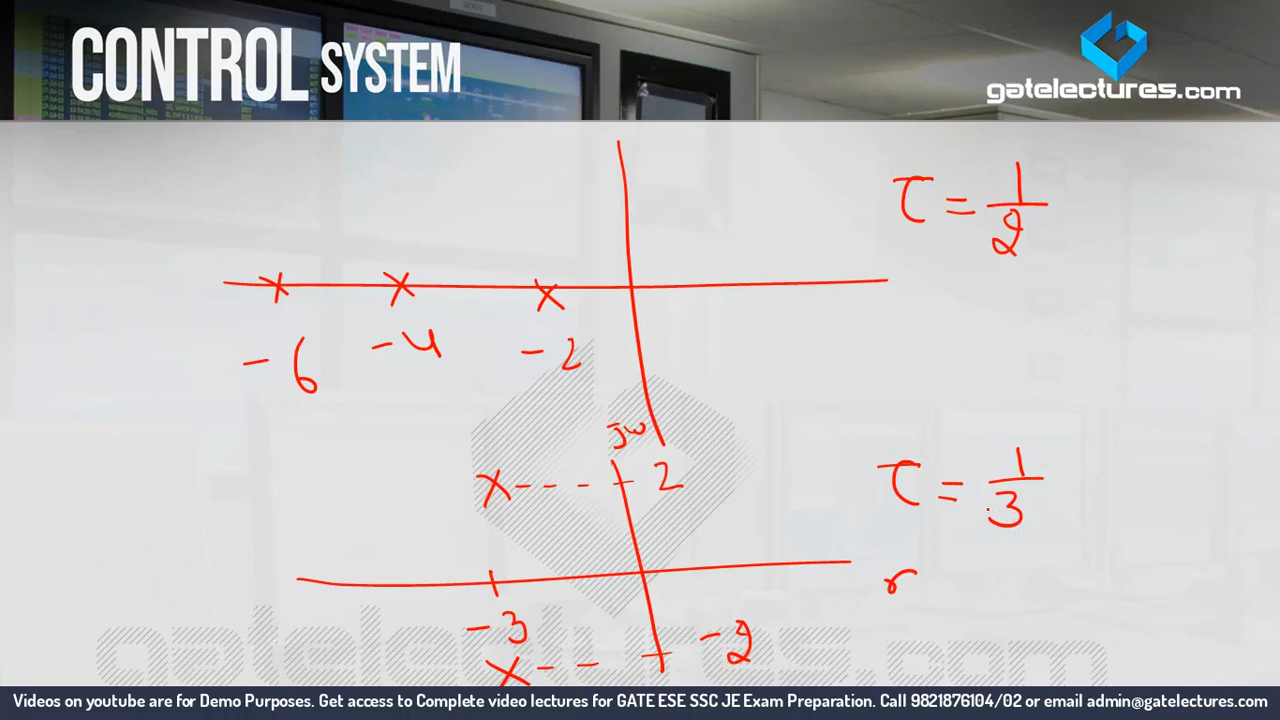 CONTROL SYSTEM
gatelectures.com
τ = 1/2
-6 -4 -2
jω
2
τ = 1/3
σ
-3
-2
gatelectures.com
Videos on youtube are for Demo Purposes. Get access to Complete video lectures for GATE ESE SSC JE Exam Preparation. Call 9821876104/02 or email admin@gatelectures.com